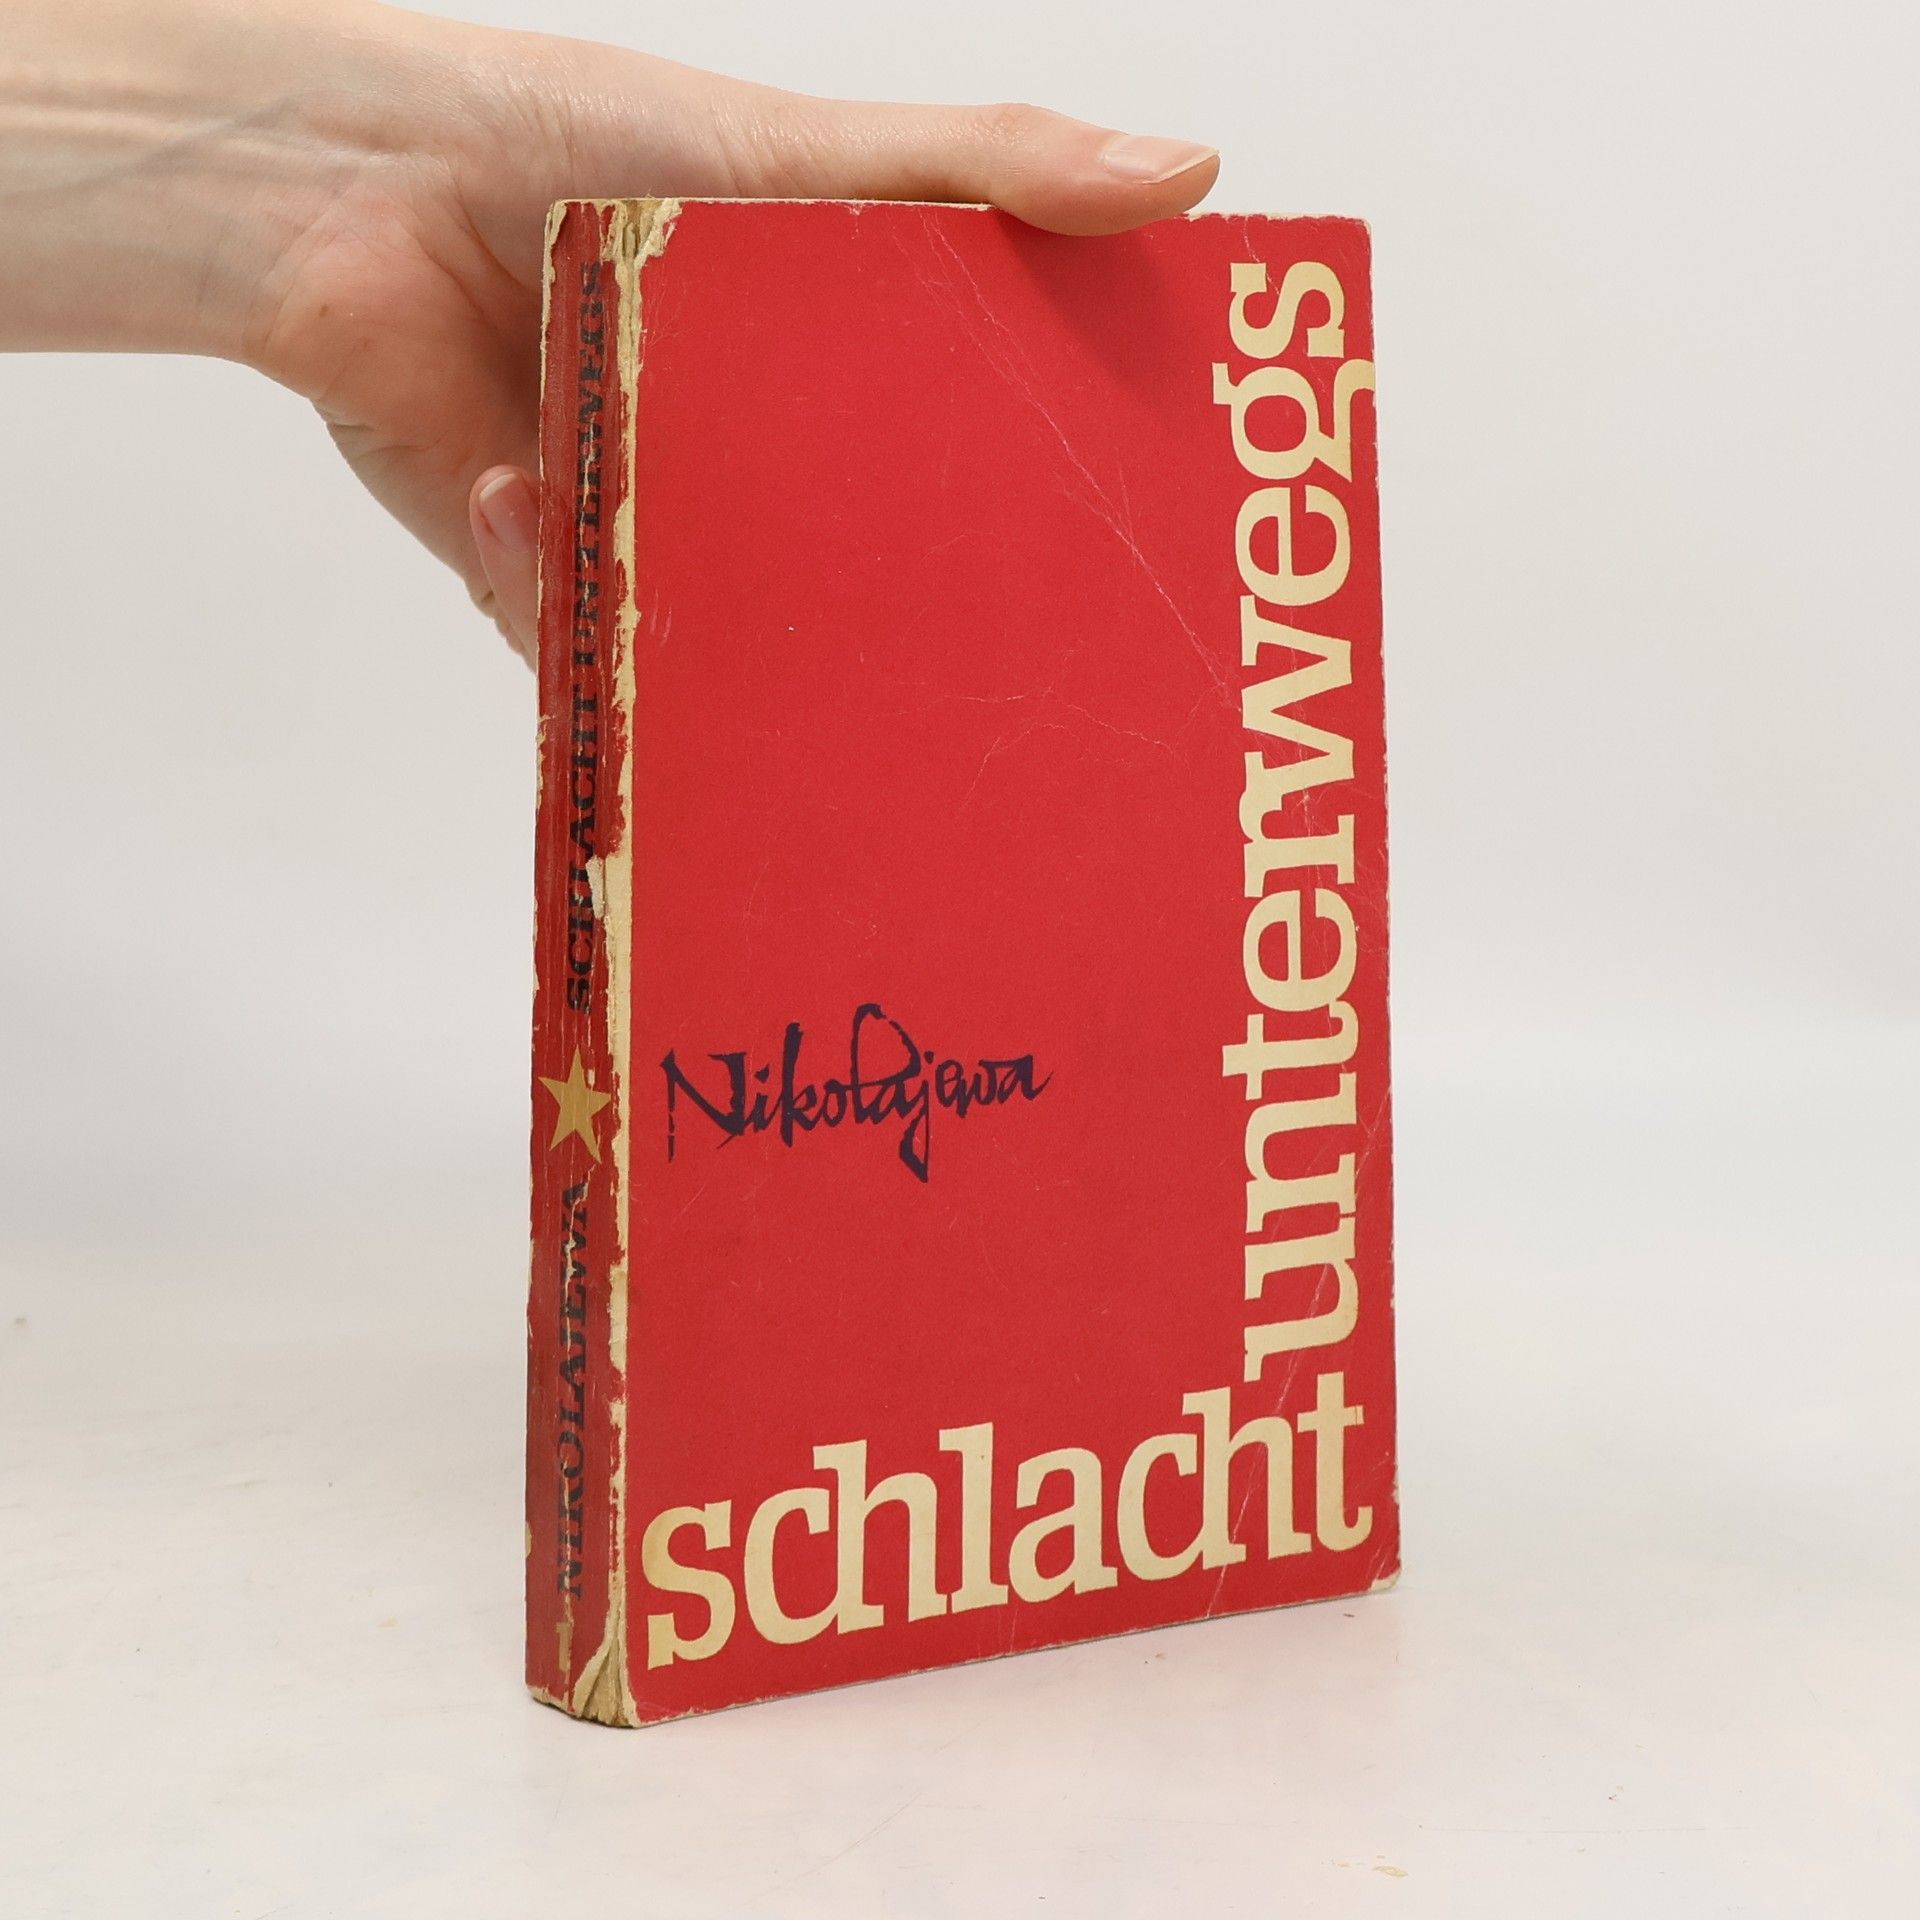 NIKOLAJEWA ★ SCHLACHT UNTERWEGS
Nikolajewa
schlacht
unterwegs